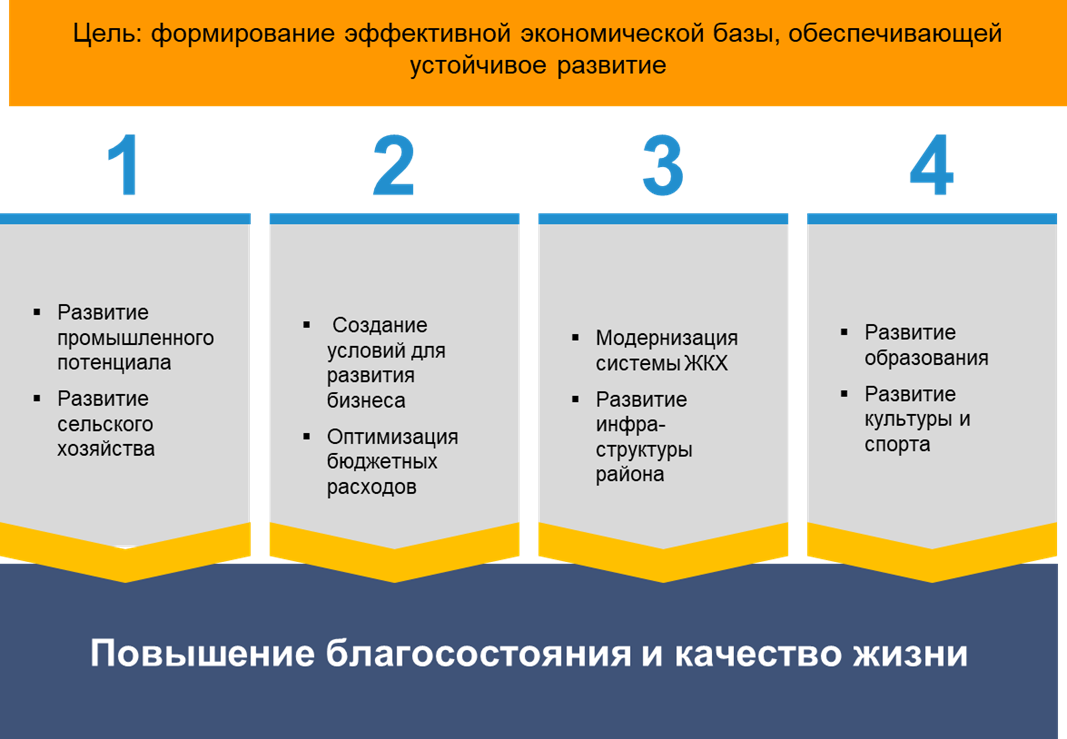 Цель: формирование эффективной экономической базы, обеспечивающей
устойчивое развитие
1
▪ Развитие
промышленного
потенциала
▪ Развитие
сельского
хозяйства
2
▪ Создание
условий для
развития
бизнеса
▪ Оптимизация
бюджетных
расходов
3
▪ Модернизация
системы ЖКХ
▪ Развитие
инфра-
структуры
района
4
▪ Развитие
образования
▪ Развитие
культуры и
спорта
Повышение благосостояния и качество жизни